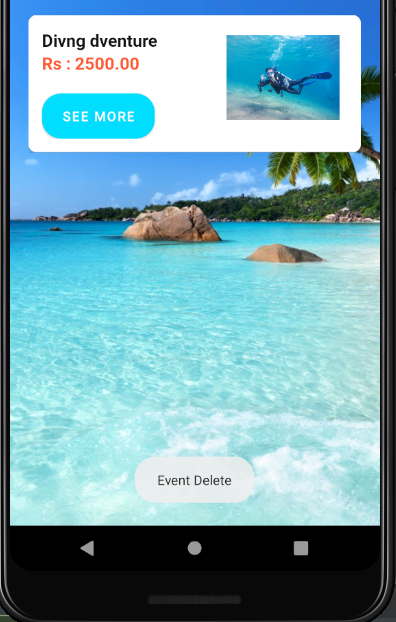 Divng dventure
Rs : 2500.00
SEE MORE
Event Delete